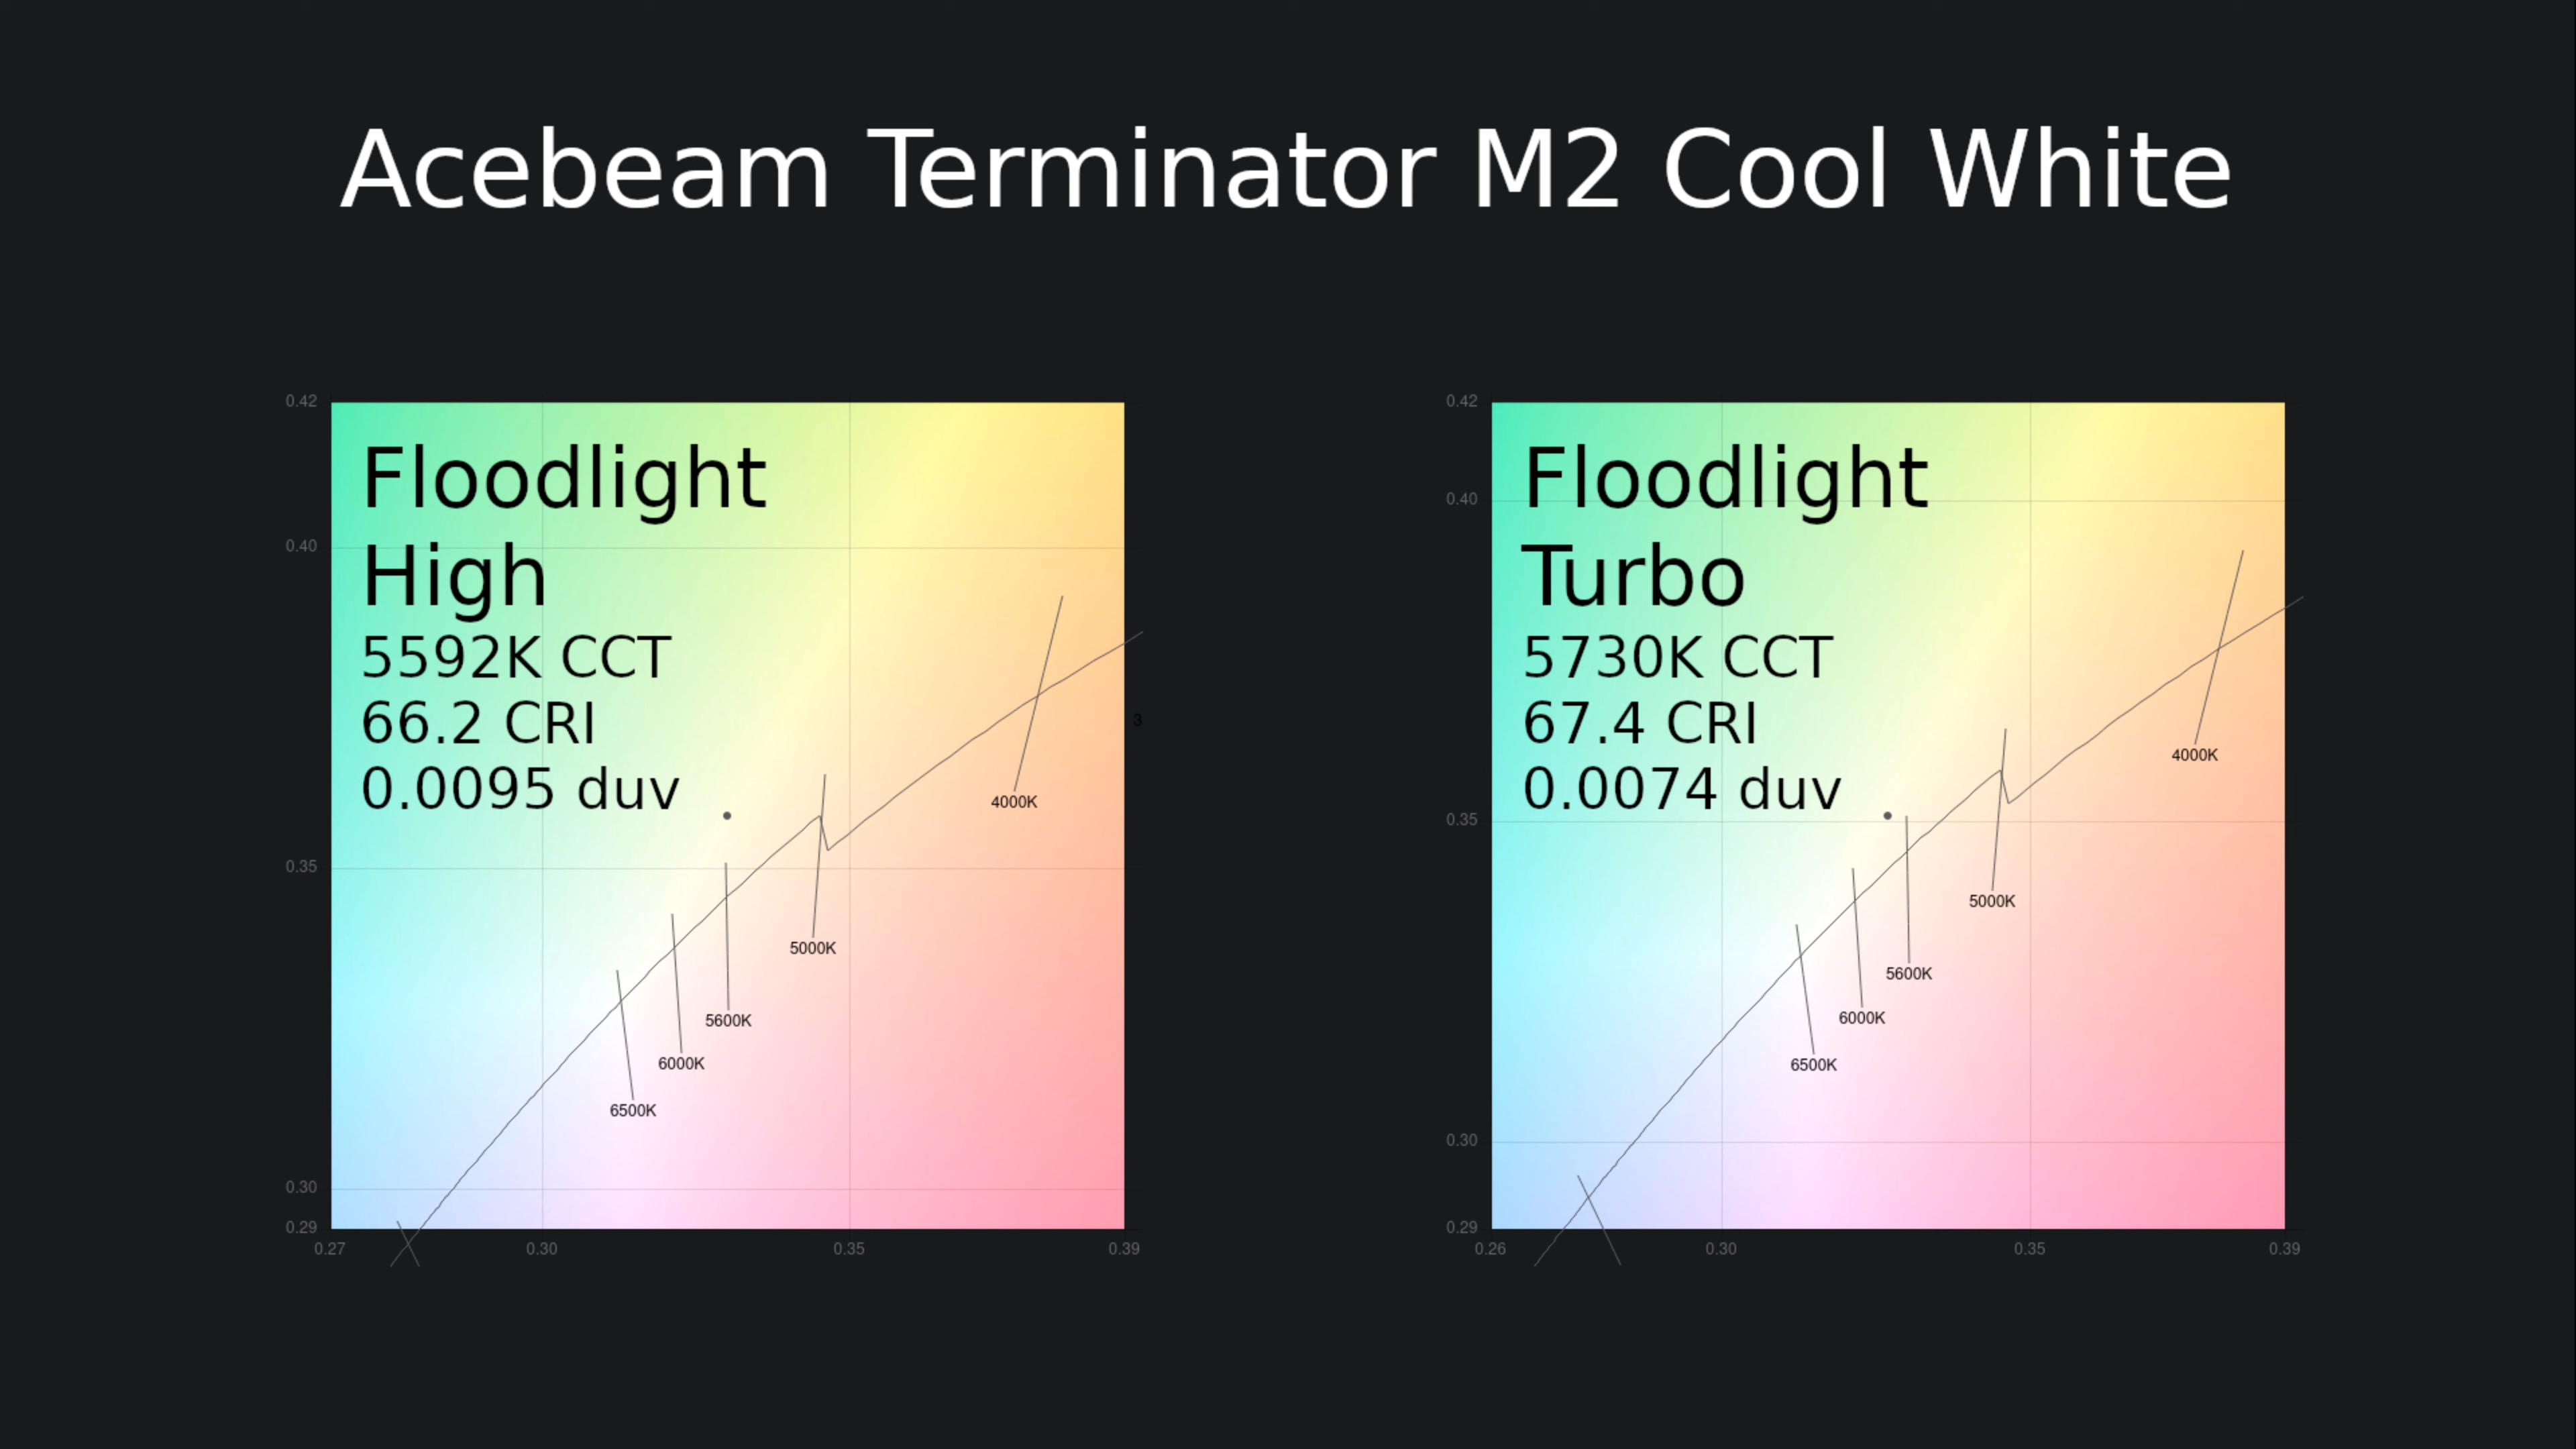 Acebeam Terminator M2 Cool White
0.42
0.40
0.35
0.30
0.29
0.27
0.30
0.35
0.39
Floodlight
High
5592K CCT
66.2 CRI
0.0095 duv
3
4000K
5000K
5600K
6000K
6500K
0.42
0.40
0.35
0.30
0.29
0.26
0.30
0.35
0.39
Floodlight
Turbo
5730K CCT
67.4 CRI
0.0074 duv
4000K
5000K
5600K
6000K
6500K